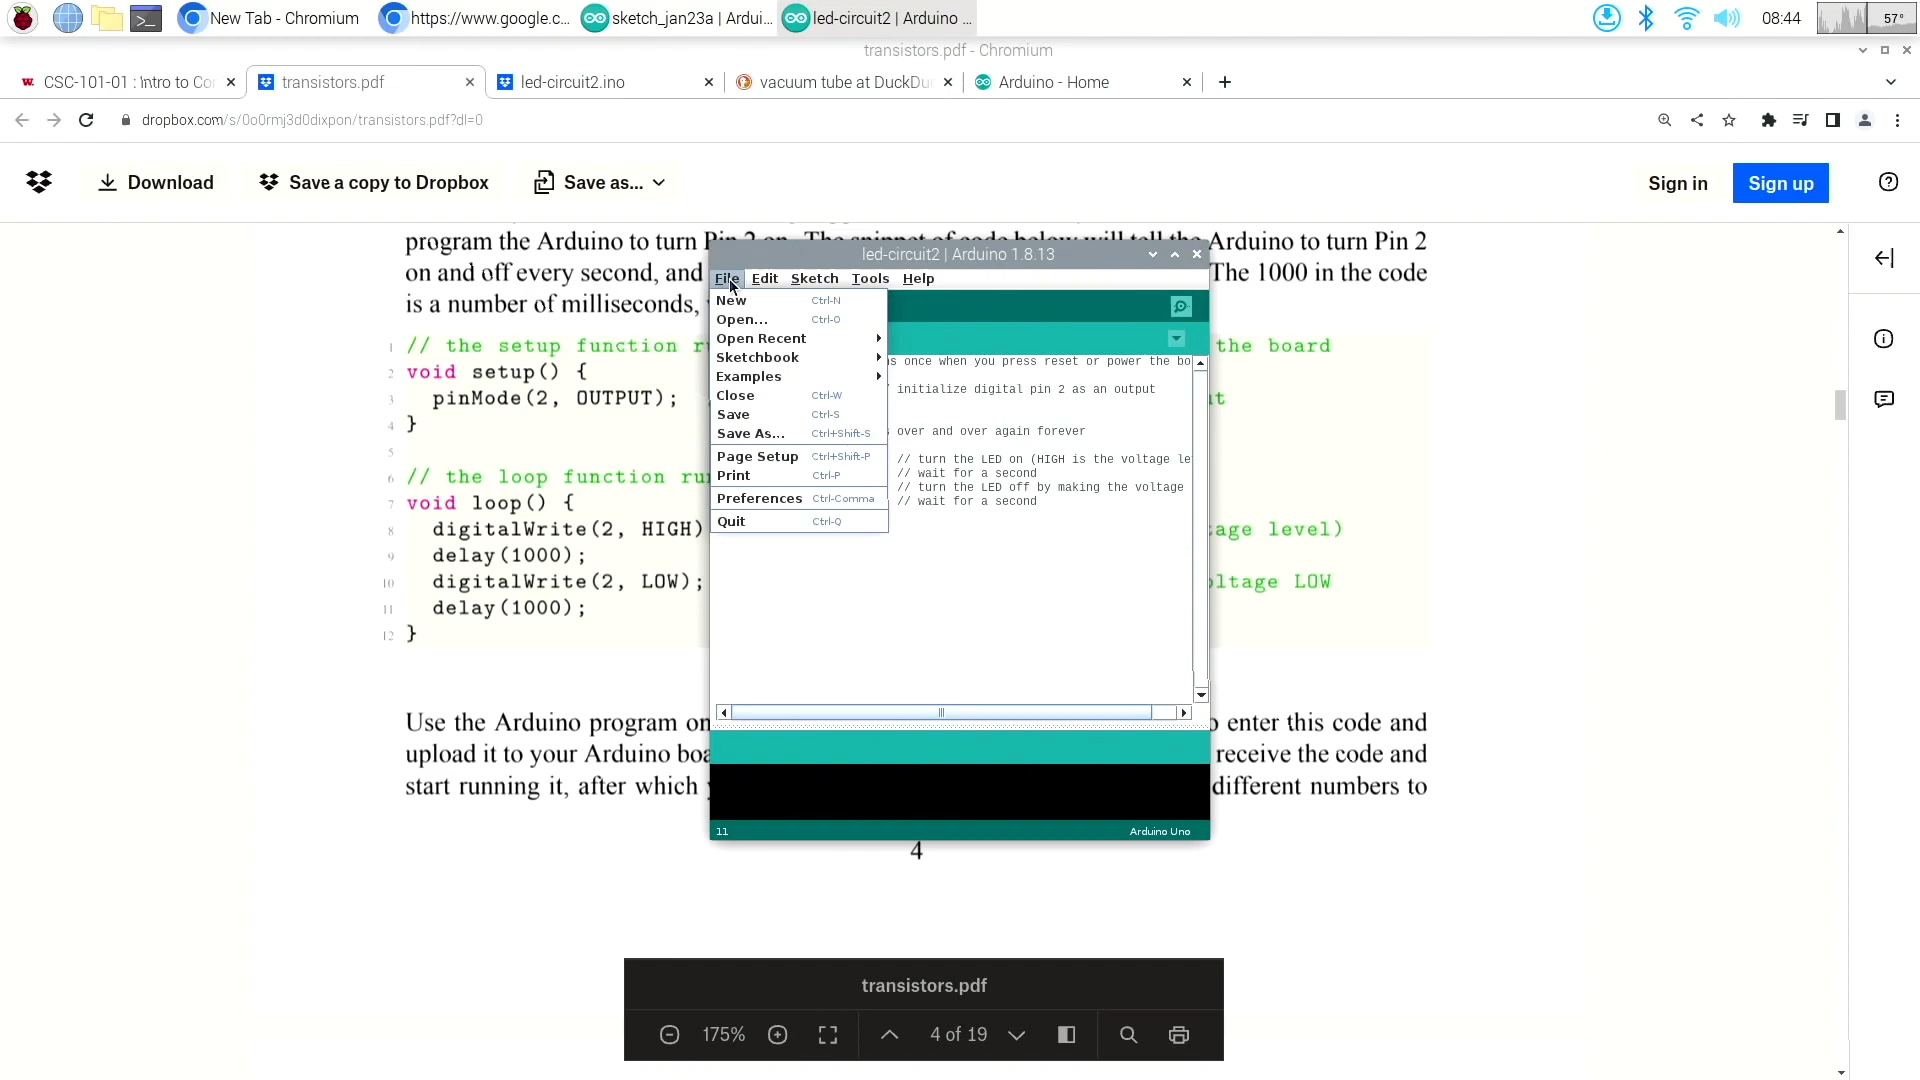 New Tab - Chromium
https://www.google.c...
sketch_jan23a | Ardui...
led-circuit2 | Arduino ...
08:44
57°
transistors.pdf - Chromium
CSC-101-01 : Intro to Co
transistors.pdf
led-circuit2.ino
vacuum tube at DuckDu
Arduino - Home
dropbox.com/s/0o0rmj3d0dixpon/transistors.pdf?dl=0
Download
Save a copy to Dropbox
Save as...
Sign in
Sign up
program the Arduino to turn Pin 2 on. The snippet of code below will tell the Arduino to turn Pin 2
on and off every second, and
The 1000 in the code
is a number of milliseconds,
1 // the setup function ru
the board
2 void setup() {
3 pinMode(2, OUTPUT);
ut
4 }
5
6 // the loop function ru
7 void loop() {
8 digitalWrite(2, HIGH)
tage level)
9 delay(1000);
10 digitalWrite(2, LOW);
oltage LOW
11 delay(1000);
12 }
Use the Arduino program on
o enter this code and
upload it to your Arduino boa
receive the code and
start running it, after which y
different numbers to
4
led-circuit2 | Arduino 1.8.13
File Edit Sketch Tools Help
New Ctrl-N
Open... Ctrl-O
Open Recent
Sketchbook
Examples
Close Ctrl-W
Save Ctrl-S
Save As... Ctrl+Shift-S
Page Setup Ctrl+Shift-P
Print Ctrl-P
Preferences Ctrl-Comma
Quit Ctrl-Q
ns once when you press reset or power the bo
/ initialize digital pin 2 as an output
s over and over again forever
// turn the LED on (HIGH is the voltage le
// wait for a second
// turn the LED off by making the voltage
// wait for a second
11
Arduino Uno
transistors.pdf
175%
4 of 19